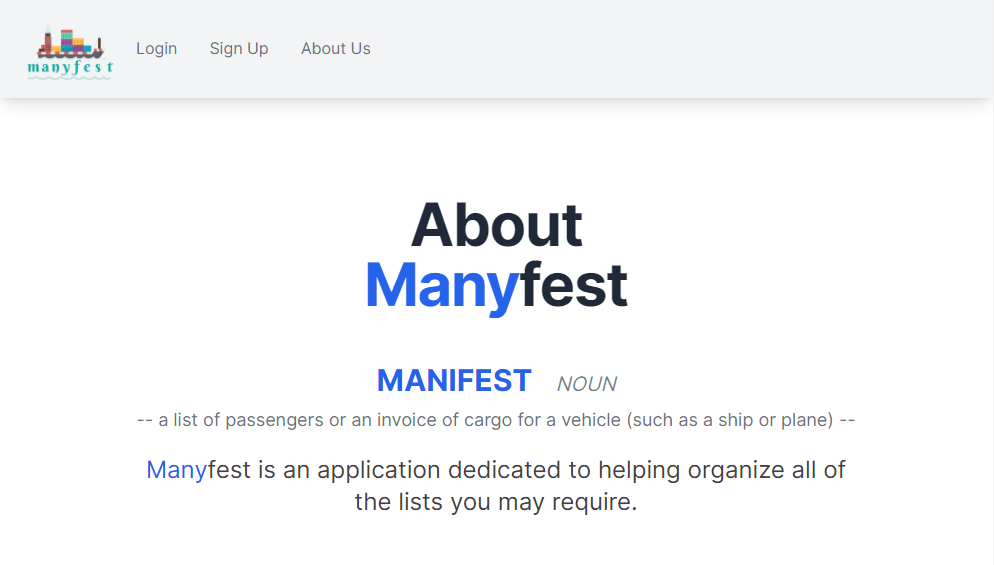 manyfest
Login
Sign Up
About Us
About
Manyfest
MANIFEST NOUN
-- a list of passengers or an invoice of cargo for a vehicle (such as a ship or plane) --
Manyfest is an application dedicated to helping organize all of
the lists you may require.